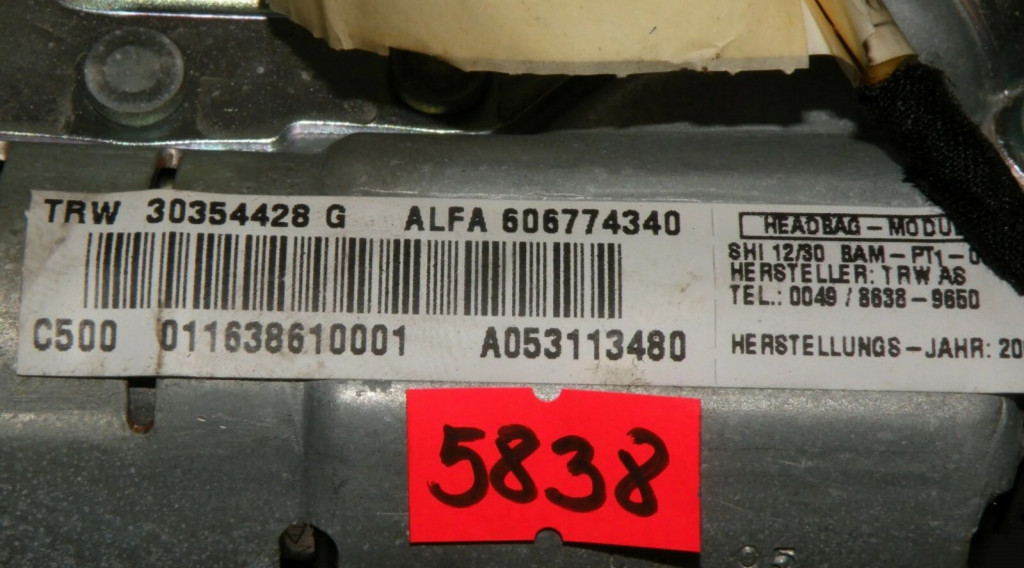 TRW 30354428 G ALFA 606774340
C500 011638610001 A053113480
HEADBAG-MODU
SHI 12/30 BAM-PT1-0
HERSTELLER: TRW AS
TEL.: 0049 / 8638-9650
HERSTELLUNGS-JAHR: 20
5838